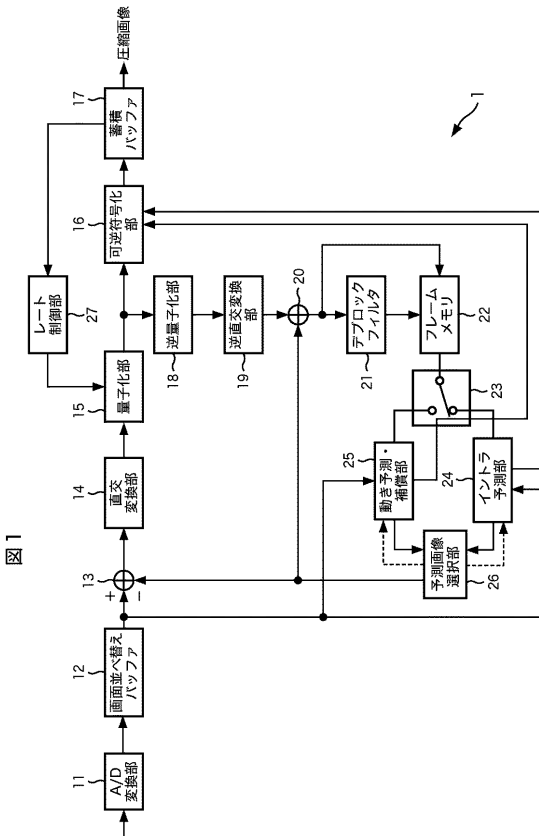 図1
11
A/D
変換部
12
画面並べ替え
バッファ
13
+
−
14
直交
変換部
15
量子化部
レート
制御部
27
16
可逆符号化
部
17
蓄積
バッファ
圧縮画像
逆量子化部
18
逆直交変換
部
19
20
デブロック
フィルタ
21
フレーム
メモリ
22
23
25
動き予測・
補償部
24
イントラ
予測部
予測画像
選択部
26
1